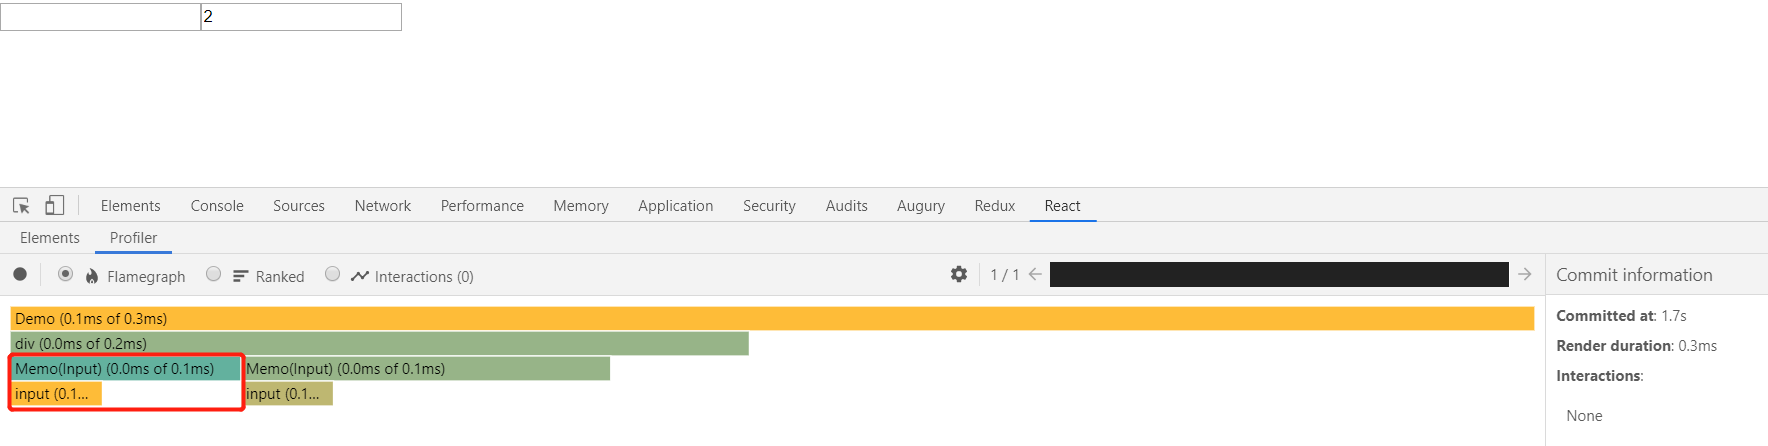 2
Elements Console Sources Network Performance Memory Application Security Audits Augury Redux React
Elements Profiler
Flamegraph Ranked Interactions (0) 1 / 1 Commit information
Demo (0.1ms of 0.3ms)
div (0.0ms of 0.2ms)
Memo(Input) (0.0ms of 0.1ms) Memo(Input) (0.0ms of 0.1ms)
input (0.1... input (0.1...
Committed at: 1.7s
Render duration: 0.3ms
Interactions:
None